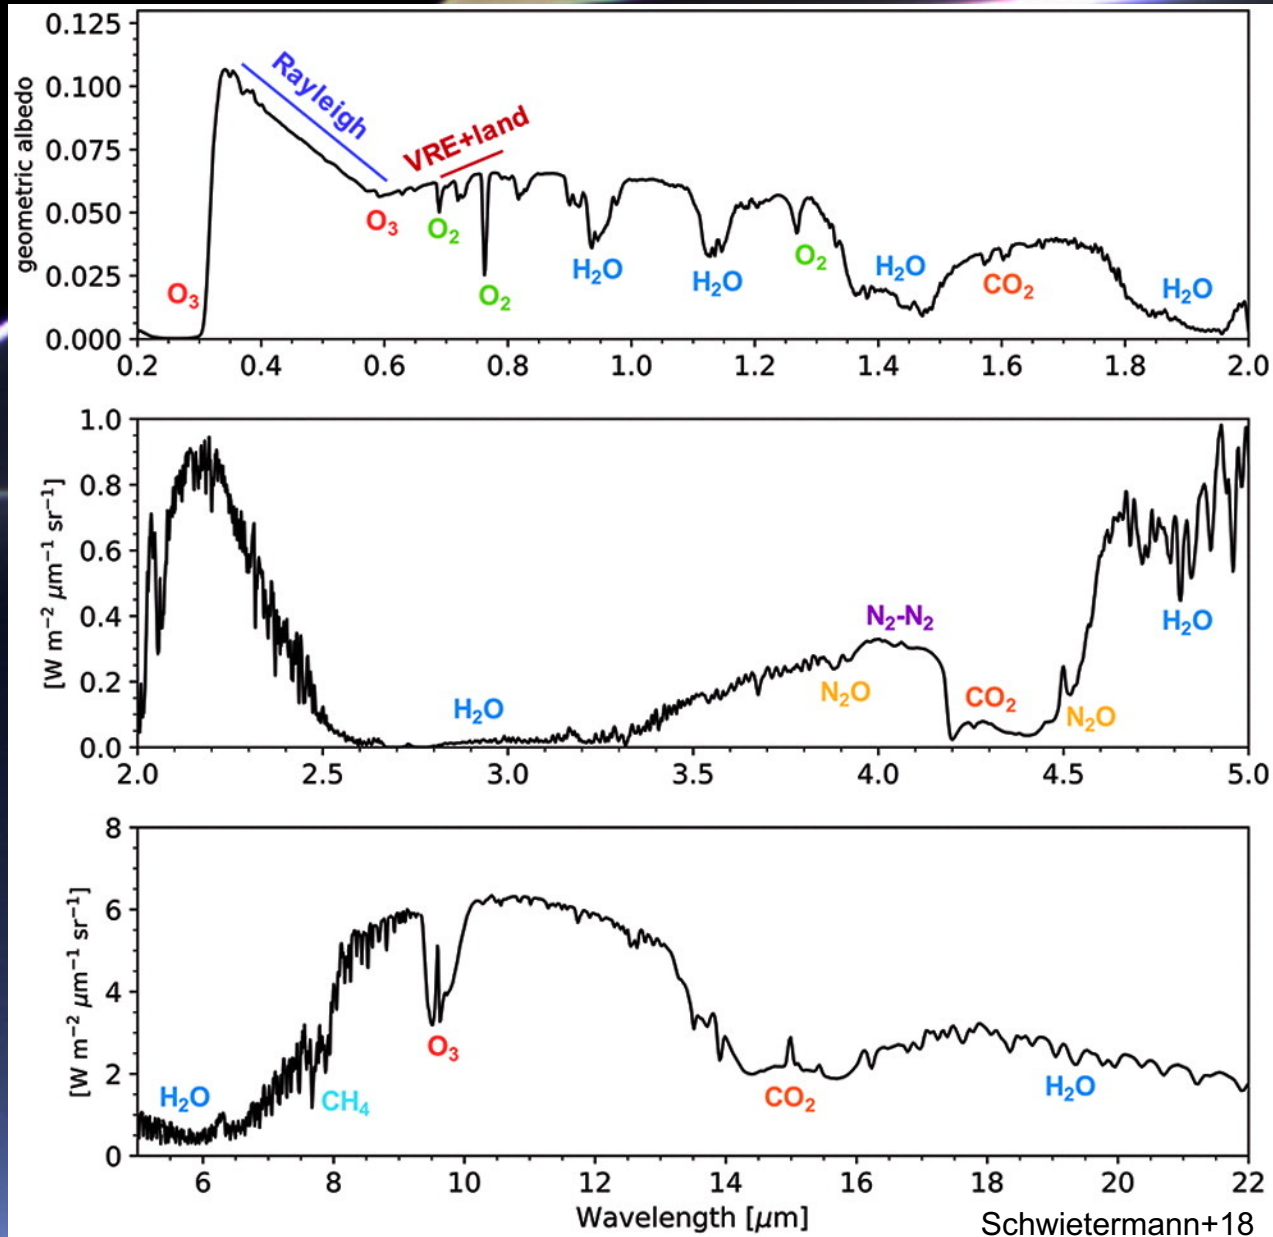 geometric albedo
0.125
0.100
0.075
0.050
0.025
0.000
Rayleigh
VRE+land
O₃
O₃
O₂
O₂
H₂O
H₂O
O₂
H₂O
CO₂
H₂O
0.2 0.4 0.6 0.8 1.0 1.2 1.4 1.6 1.8 2.0
[W m⁻² μm⁻¹ sr⁻¹]
1.0
0.8
0.6
0.4
0.2
0.0
H₂O
N₂O
N₂-N₂
CO₂
N₂O
H₂O
2.0 2.5 3.0 3.5 4.0 4.5 5.0
[W m⁻² μm⁻¹ sr⁻¹]
8
6
4
2
0
H₂O
CH₄
O₃
CO₂
H₂O
6 8 10 12 14 16 18 20 22
Wavelength [μm]
Schwietermann+18